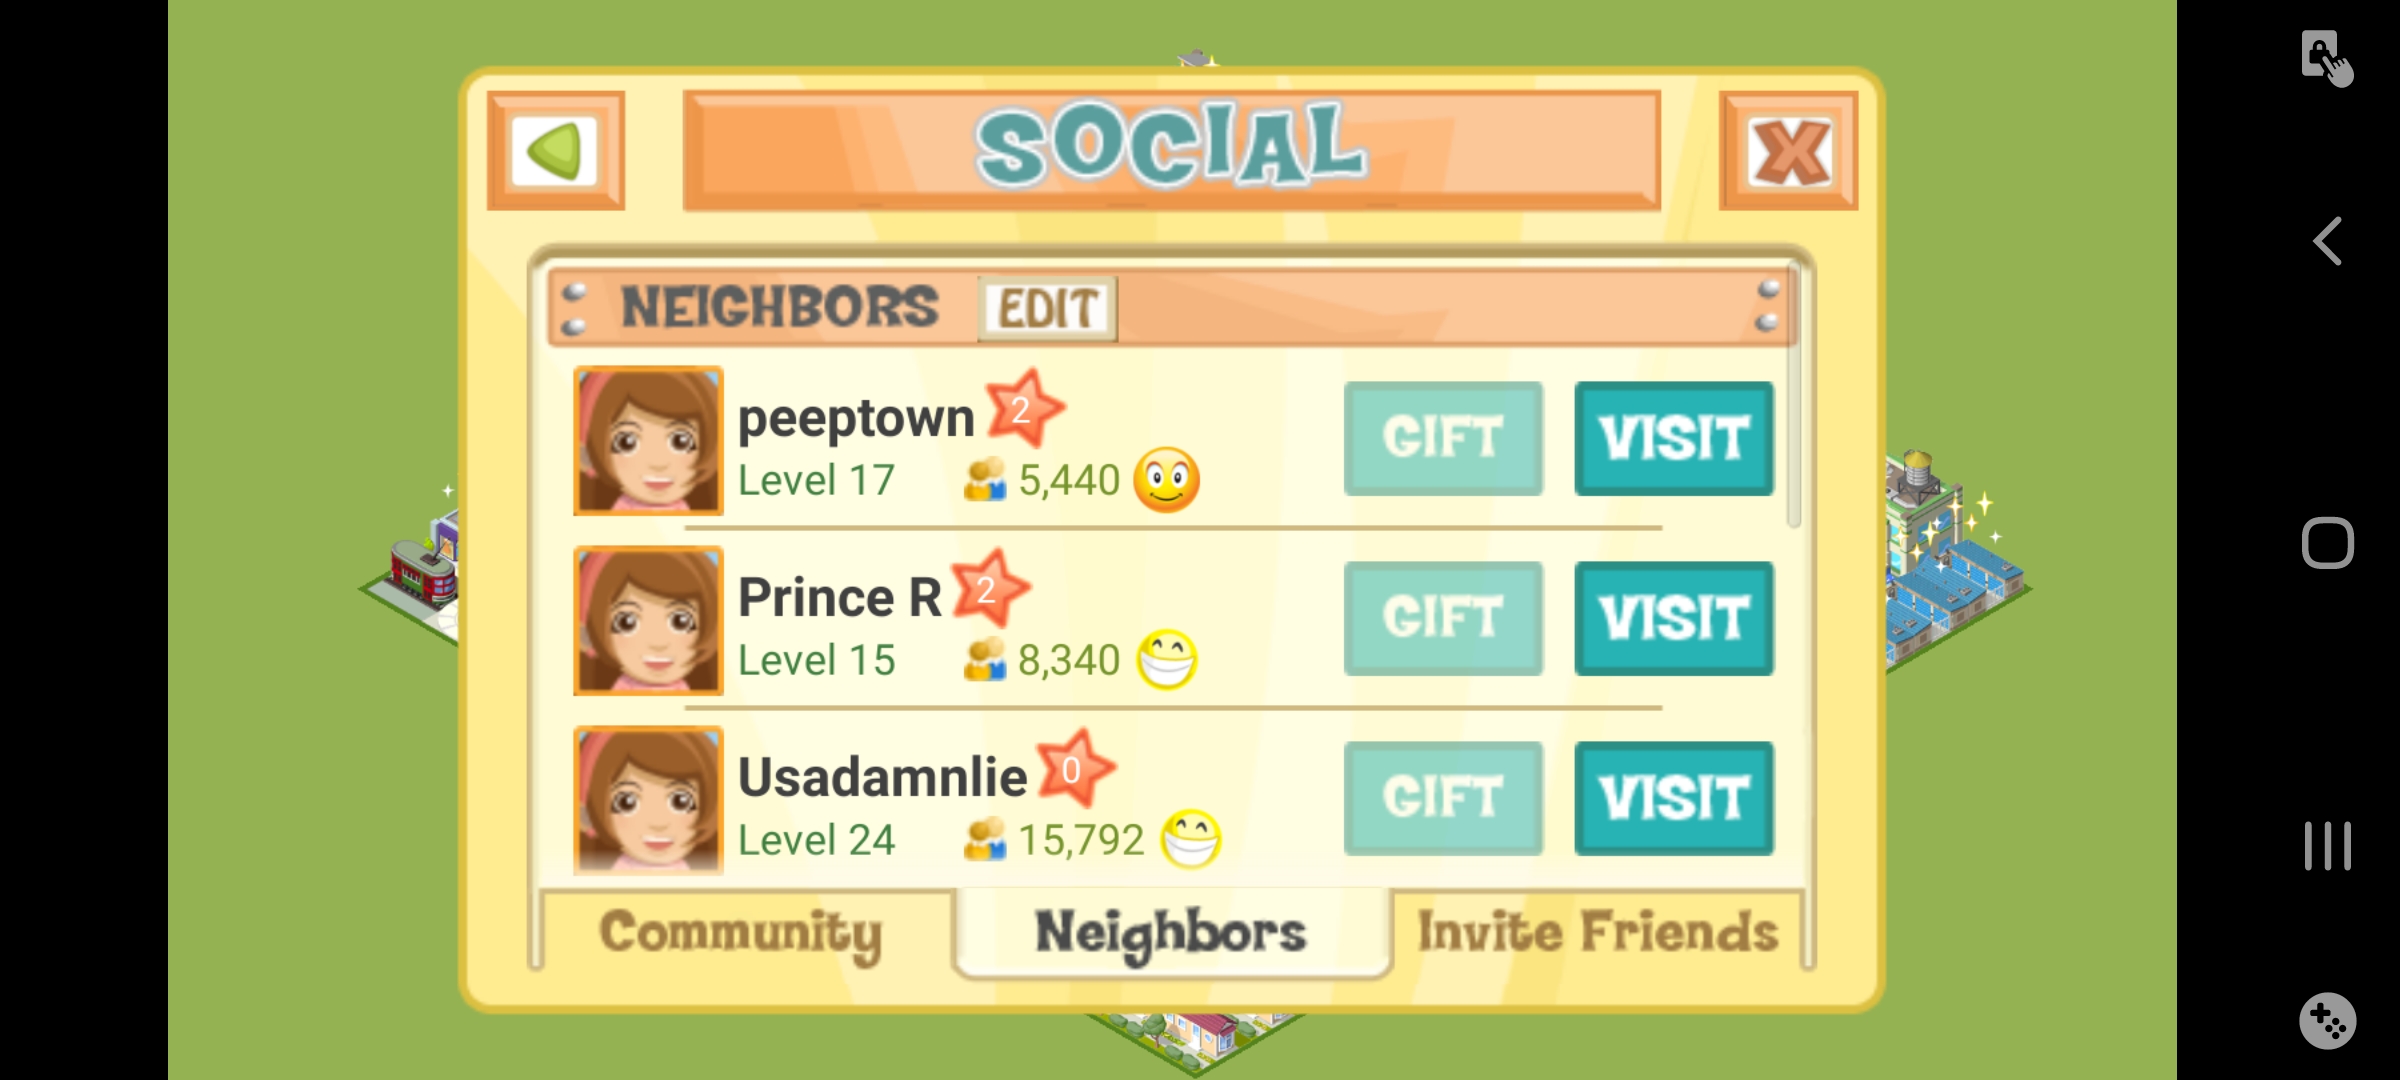 SOCIAL
NEIGHBORS EDIT
peeptown 2
Level 17 5,440
GIFT VISIT
Prince R 2
Level 15 8,340
GIFT VISIT
Usadamnlie 0
Level 24 15,792
GIFT VISIT
Community Neighbors Invite Friends